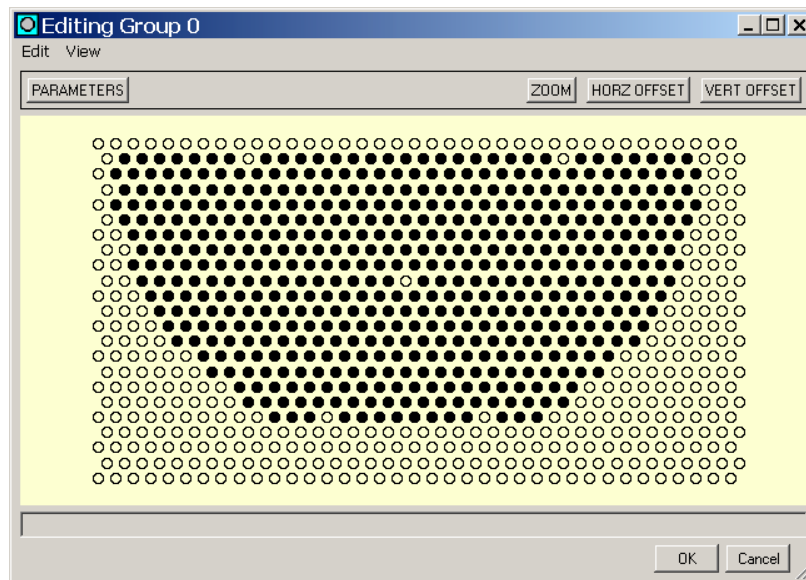 Editing Group 0
Edit View
PARAMETERS ZOOM HORZ OFFSET VERT OFFSET
OK Cancel